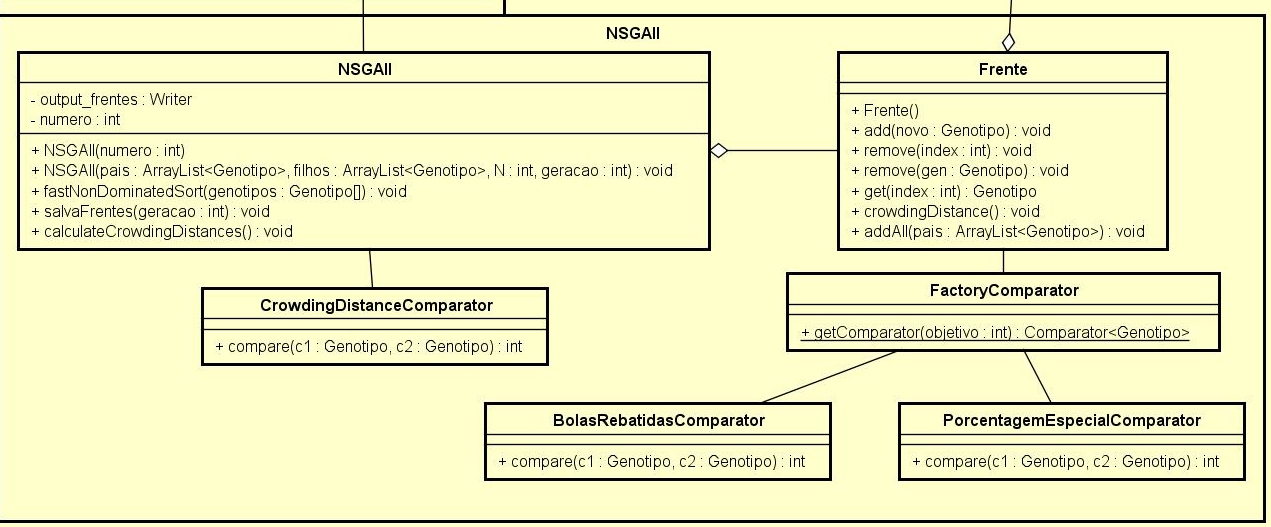 NSGAII
NSGAII
- output_frentes : Writer
- numero : int
+ NSGAII(numero : int)
+ NSGAII(pais : ArrayList<Genotipo>, filhos : ArrayList<Genotipo>, N : int, geracao : int) : void
+ fastNonDominatedSort(genotipos : Genotipo[]) : void
+ salvaFrentes(geracao : int) : void
+ calculateCrowdingDistances() : void
Frente
+ Frente()
+ add(novo : Genotipo) : void
+ remove(index : int) : void
+ remove(gen : Genotipo) : void
+ get(index : int) : Genotipo
+ crowdingDistance() : void
+ addAll(pais : ArrayList<Genotipo>) : void
CrowdingDistanceComparator
+ compare(c1 : Genotipo, c2 : Genotipo) : int
FactoryComparator
+ getComparator(objetivo : int) : Comparator<Genotipo>
BolasRebatidasComparator
+ compare(c1 : Genotipo, c2 : Genotipo) : int
PorcentagemEspecialComparator
+ compare(c1 : Genotipo, c2 : Genotipo) : int